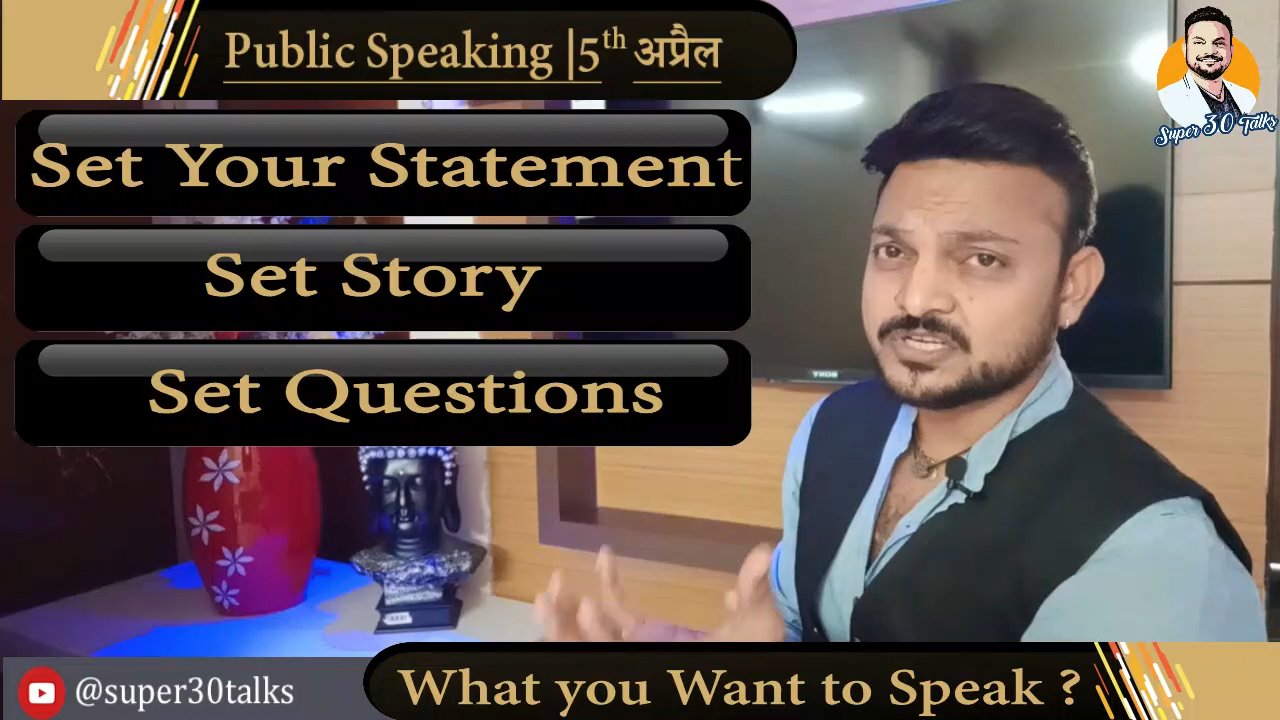 Public Speaking |5th अप्रैल
Super 30 Talks
Set Your Statement
Set Story
Set Questions
SONY
@super30talks
What you Want to Speak ?